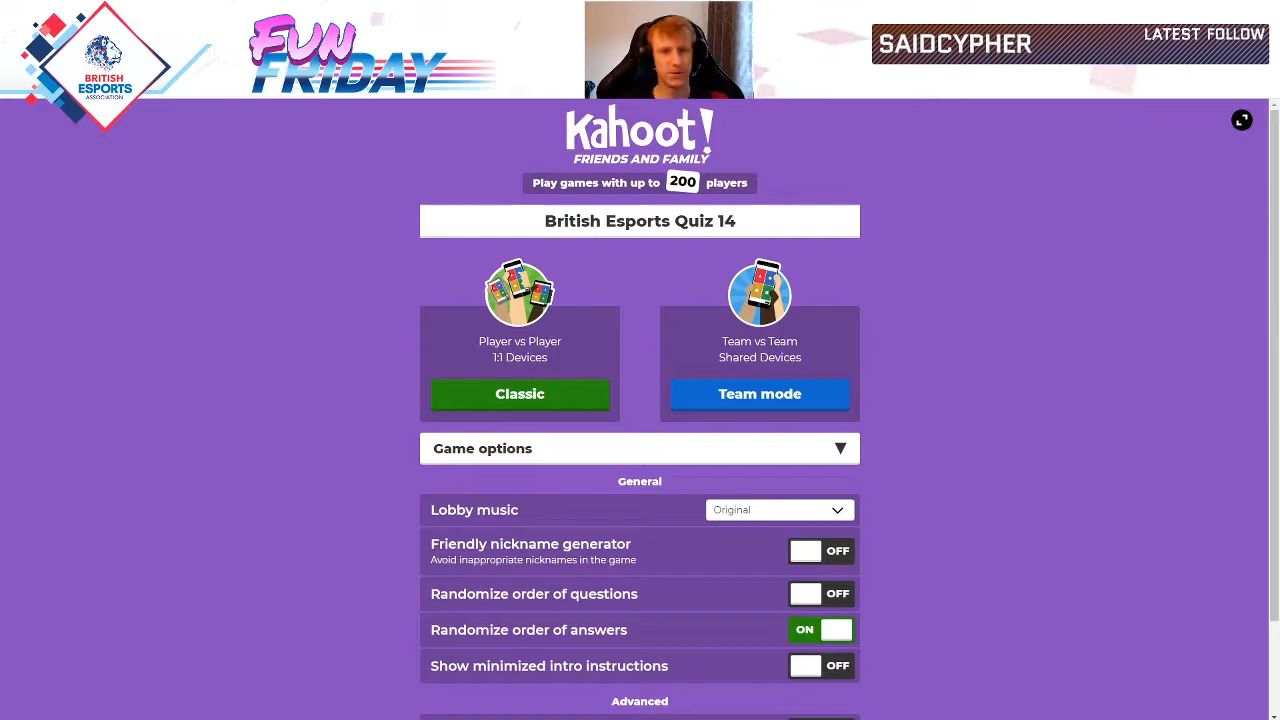 BRITISH
ESPORTS
ASSOCIATION
FUN
FRIDAY
SAIDCYPHER
LATEST FOLLOW
Kahoot!
FRIENDS AND FAMILY
Play games with up to 200 players
British Esports Quiz 14
Player vs Player
1:1 Devices
Classic
Team vs Team
Shared Devices
Team mode
Game options
General
Lobby music
Original
Friendly nickname generator
Avoid inappropriate nicknames in the game
OFF
Randomize order of questions
OFF
Randomize order of answers
ON
Show minimized intro instructions
OFF
Advanced